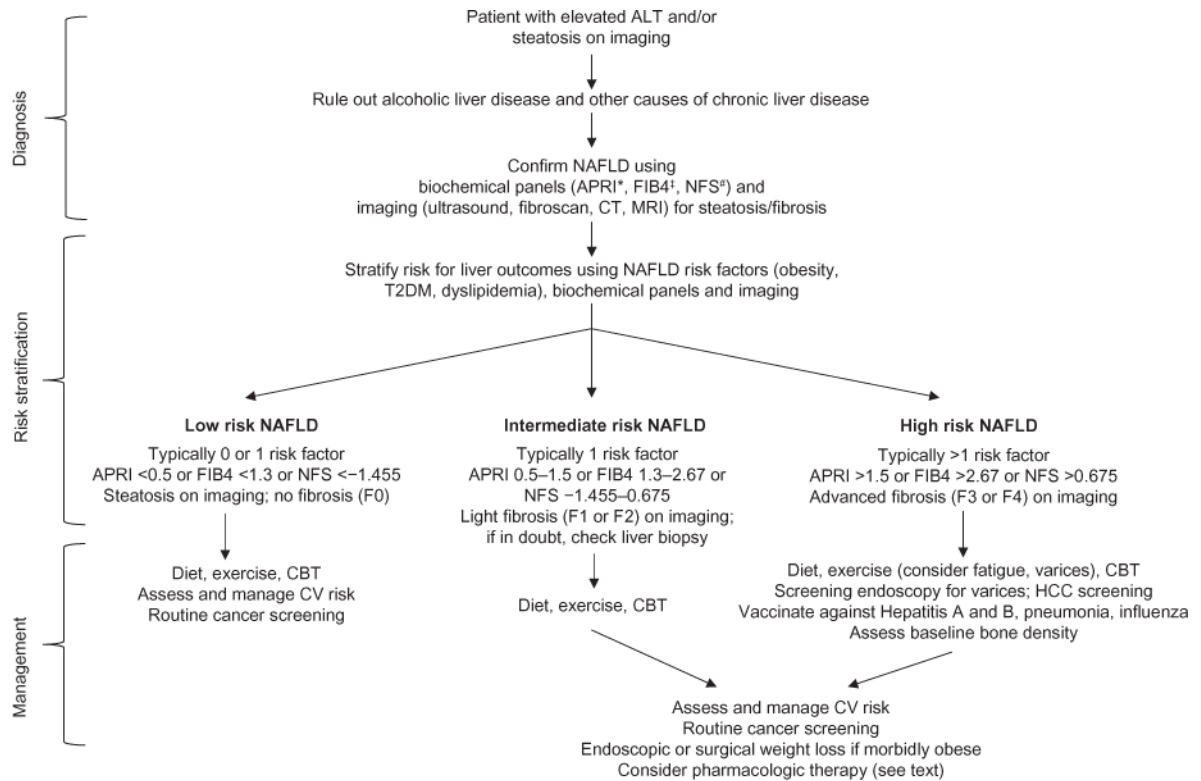 Patient with elevated ALT and/or
steatosis on imaging
Rule out alcoholic liver disease and other causes of chronic liver disease
Diagnosis
Confirm NAFLD using
biochemical panels (APRI*, FIB4‡, NFS#) and
imaging (ultrasound, fibroscan, CT, MRI) for steatosis/fibrosis
Stratify risk for liver outcomes using NAFLD risk factors (obesity,
T2DM, dyslipidemia), biochemical panels and imaging
Risk stratification
Low risk NAFLD
Typically 0 or 1 risk factor
APRI <0.5 or FIB4 <1.3 or NFS <−1.455
Steatosis on imaging; no fibrosis (F0)
Intermediate risk NAFLD
Typically 1 risk factor
APRI 0.5–1.5 or FIB4 1.3–2.67 or
NFS −1.455–0.675
Light fibrosis (F1 or F2) on imaging;
if in doubt, check liver biopsy
High risk NAFLD
Typically >1 risk factor
APRI >1.5 or FIB4 >2.67 or NFS >0.675
Advanced fibrosis (F3 or F4) on imaging
Management
Diet, exercise, CBT
Assess and manage CV risk
Routine cancer screening
Diet, exercise, CBT
Diet, exercise (consider fatigue, varices), CBT
Screening endoscopy for varices; HCC screening
Vaccinate against Hepatitis A and B, pneumonia, influenza
Assess baseline bone density
Assess and manage CV risk
Routine cancer screening
Endoscopic or surgical weight loss if morbidly obese
Consider pharmacologic therapy (see text)